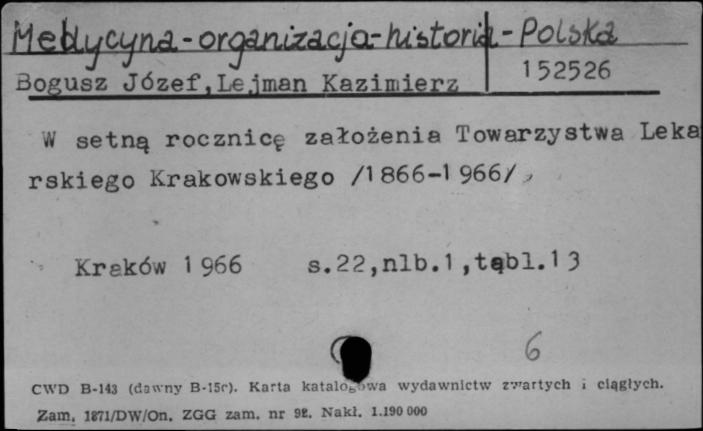 Medycyna-organizacja-historia-Polska
Bogusz Józef,Lejman Kazimierz
152526
W setną rocznicę założenia Towarzystwa Leka
rskiego Krakowskiego /1866-1966/
Kraków 1966 s.22,nlb.1,tąbl.13
6
CWD B-143 (dawny B-15r). Karta katalogowa wydawnictw zwartych i ciągłych.
Zam. 1871/DW/On. ZGG zam. nr 92. Nakł. 1.190 000